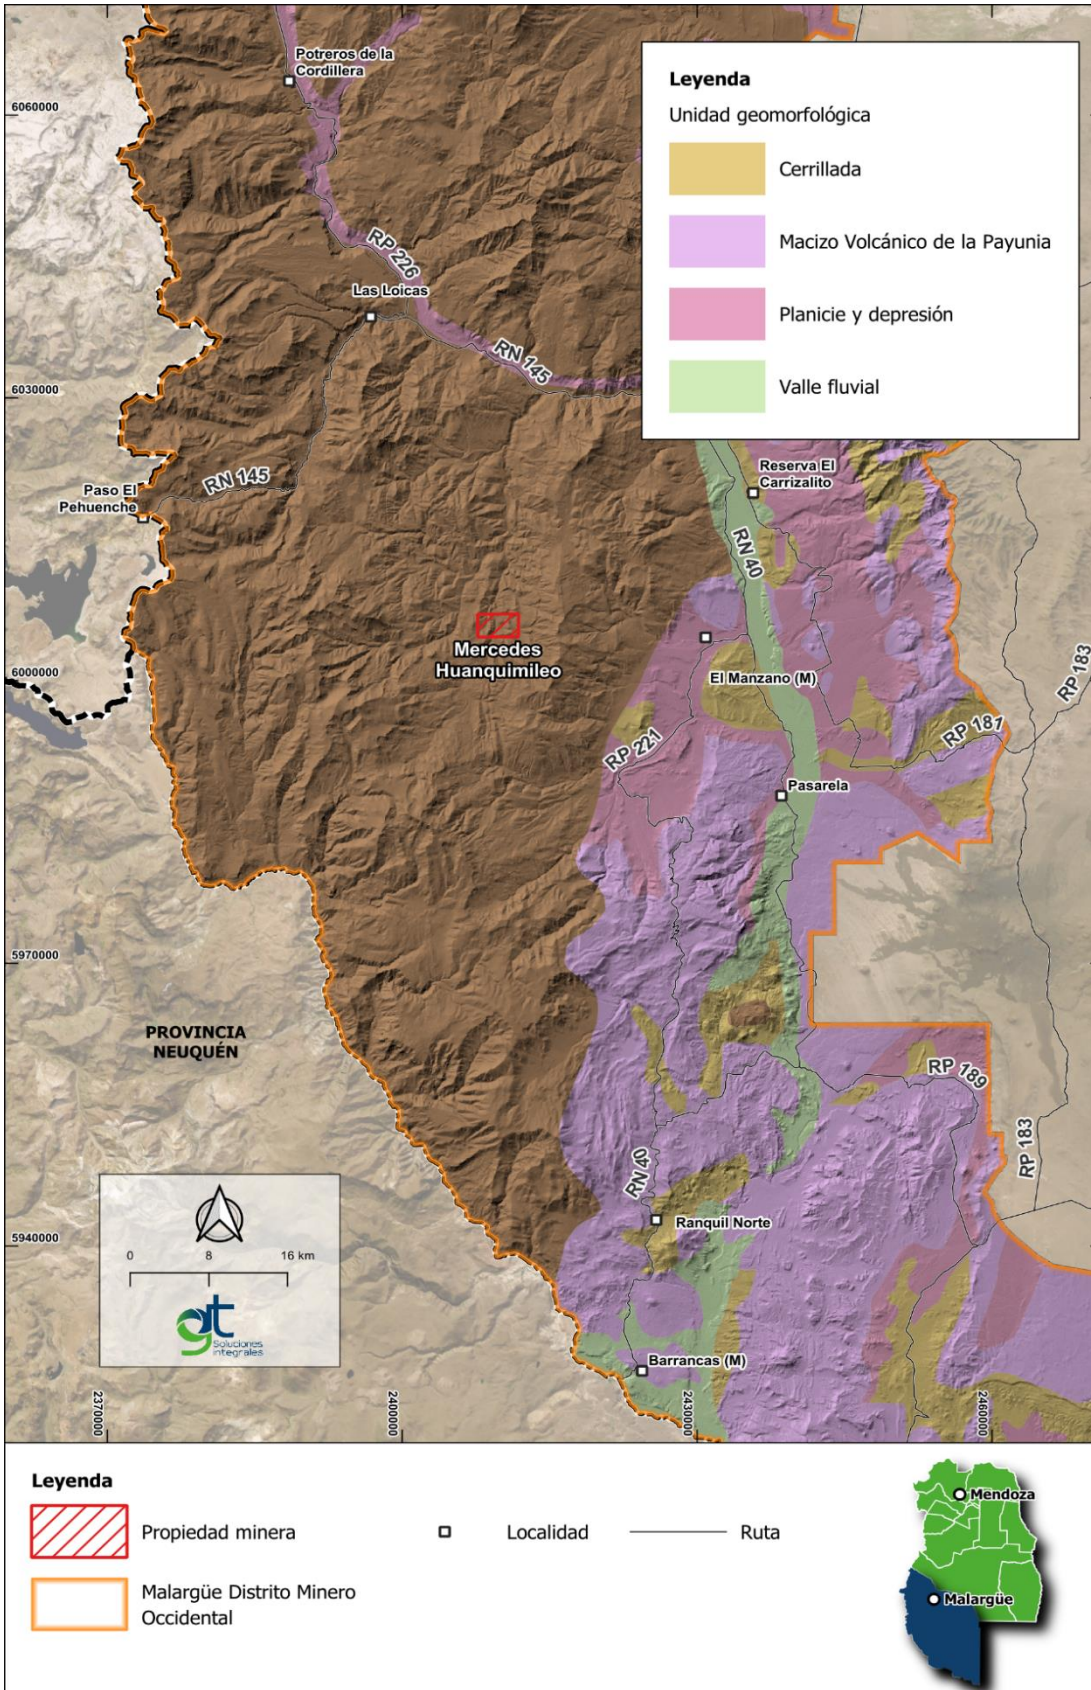 Potreros de la
Cordillera
6060000
Leyenda
Unidad geomorfológica
Cerrillada
Macizo Volcánico de la Payunia
Planicie y depresión
Valle fluvial
RP 226
Las Loicas
RN 145
6030000
RN 145
Paso El
Pehuenche
Reserva El
Carrizalito
RN 40
Mercedes
Huanquimileo
6000000
El Manzano (M)
RP 183
RP 181
RP 221
Pasarela
5970000
PROVINCIA
NEUQUÉN
RP 189
RP 183
RN 40
Ranquil Norte
5940000
0 8 16 km
gt
Soluciones
integrales
Barrancas (M)
2370000
2400000
2430000
2460000
Leyenda
Propiedad minera
Localidad
Ruta
Malargüe Distrito Minero
Occidental
Mendoza
Malargüe